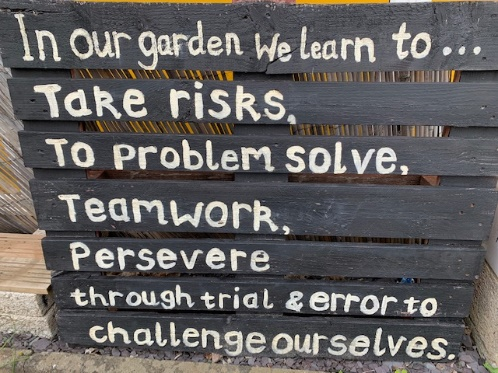 In our garden we learn to...
Take risks,
To problem solve,
Teamwork,
Persevere
through trial & error to
challenge ourselves.